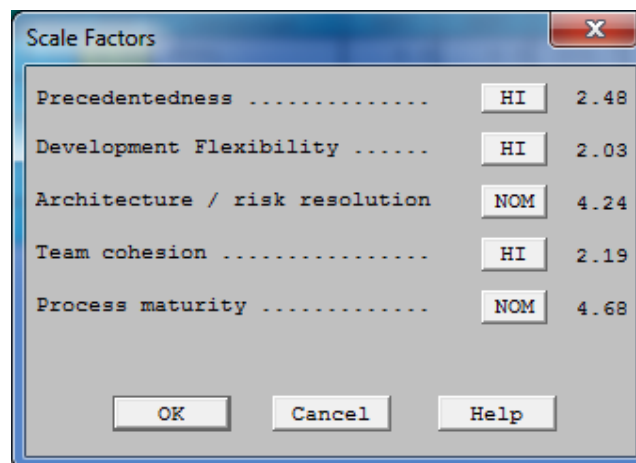 Scale Factors
X
Precedentedness .............. HI 2.48
Development Flexibility ...... HI 2.03
Architecture / risk resolution NOM 4.24
Team cohesion ................ HI 2.19
Process maturity ............. NOM 4.68
OK Cancel Help